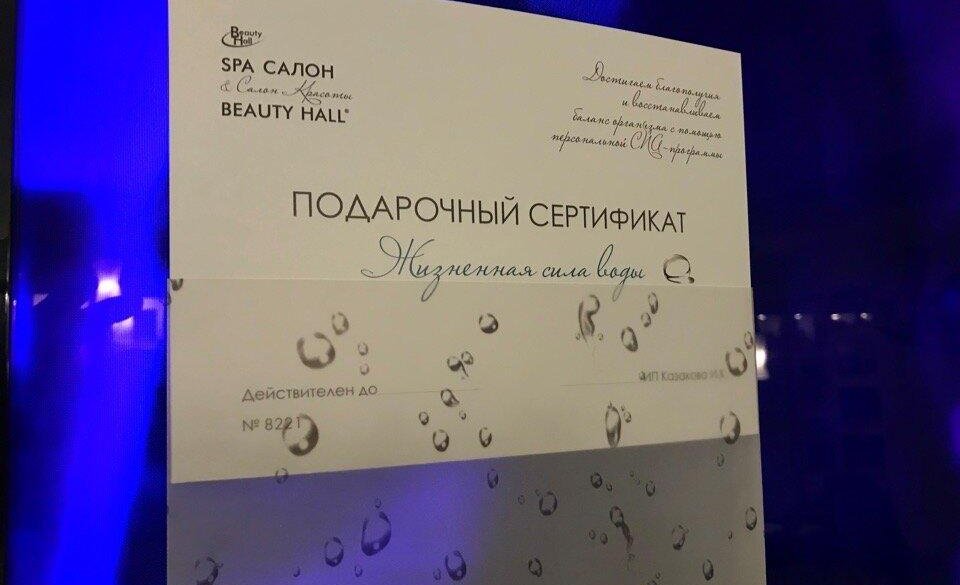 Beauty
Hall
SPA САЛОН
& Салон Красоты
BEAUTY HALL®
Достигаем благополучия
и восстанавливаем
баланс организма с помощью
персональной СПА-программы
ПОДАРОЧНЫЙ СЕРТИФИКАТ
Жизненная сила воды
Действителен до
ИП Казакова И.К.
№ 8221